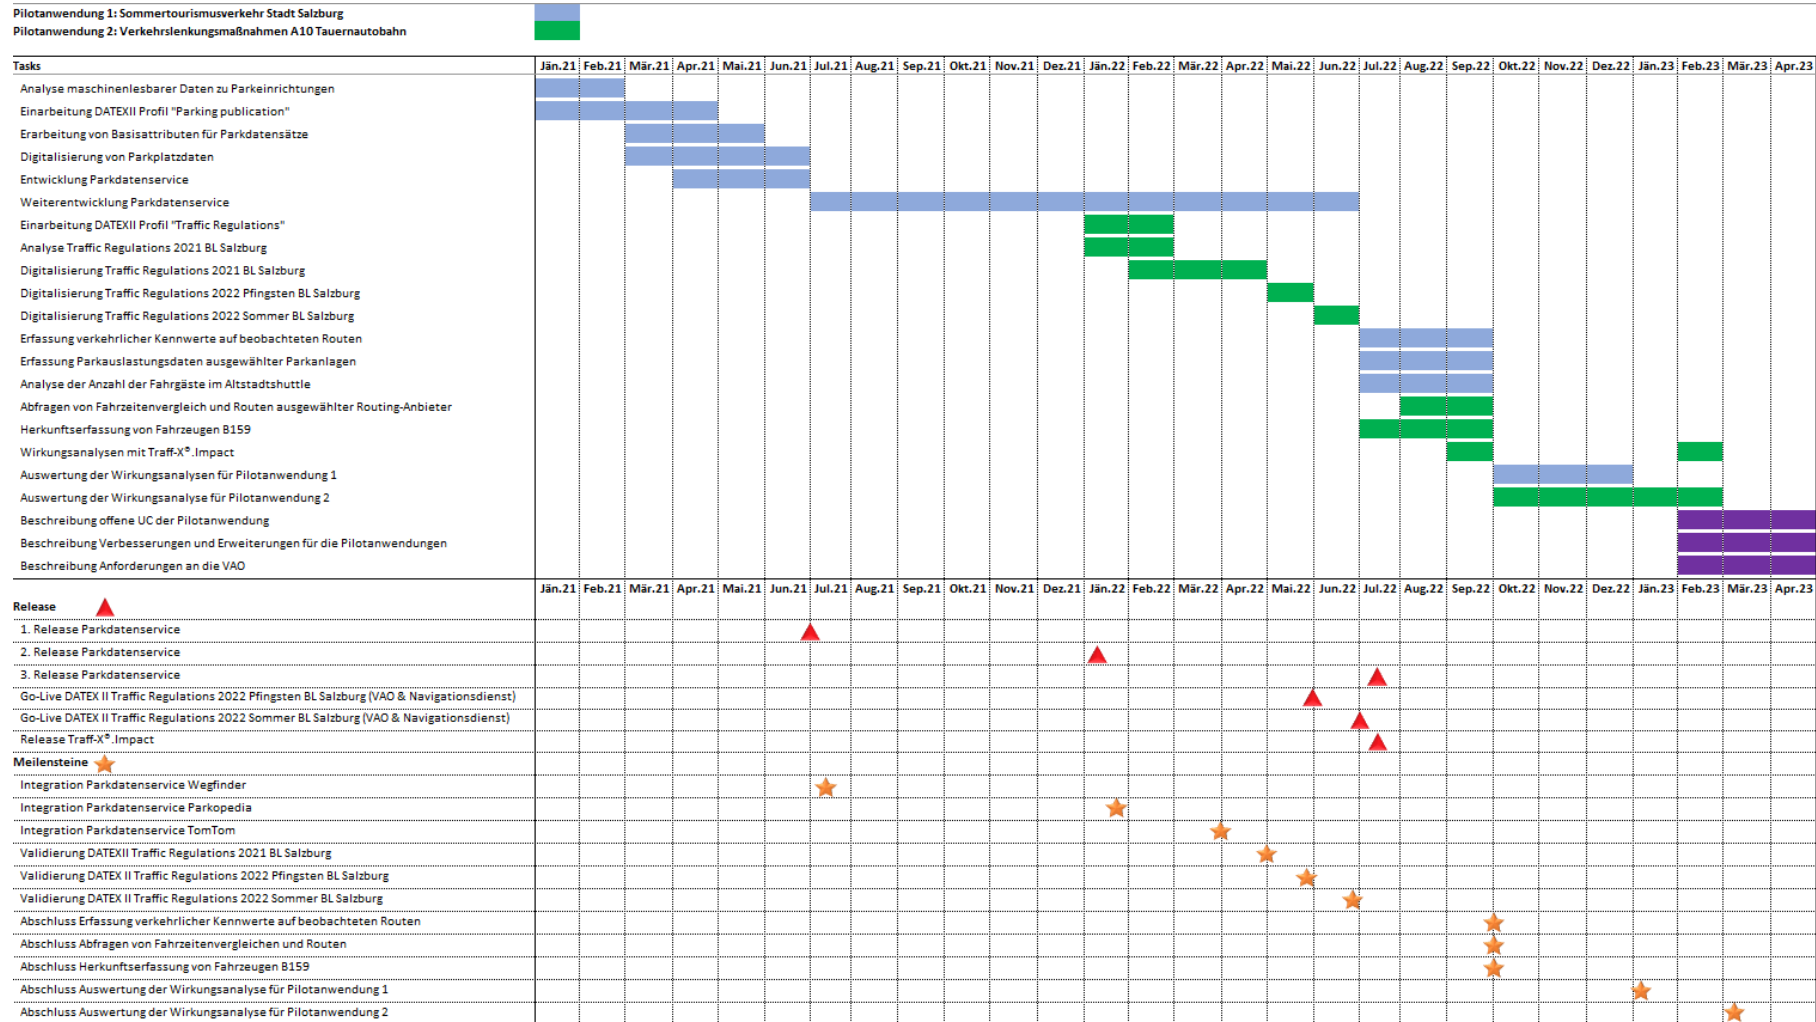 Pilotanwendung 1: Sommertourismusverkehr Stadt Salzburg
Pilotanwendung 2: Verkehrslenkungsmaßnahmen A10 Tauernautobahn
Tasks Jän.21 Feb.21 Mär.21 Apr.21 Mai.21 Jun.21 Jul.21 Aug.21 Sep.21 Okt.21 Nov.21 Dez.21 Jän.22 Feb.22 Mär.22 Apr.22 Mai.22 Jun.22 Jul.22 Aug.22 Sep.22 Okt.22 Nov.22 Dez.22 Jän.23 Feb.23 Mär.23 Apr.23
Analyse maschinenlesbarer Daten zu Parkeinrichtungen
Einarbeitung DATEXII Profil "Parking publication"
Erarbeitung von Basisattributen für Parkdatensätze
Digitalisierung von Parkplatzdaten
Entwicklung Parkdatenservice
Weiterentwicklung Parkdatenservice
Einarbeitung DATEXII Profil "Traffic Regulations"
Analyse Traffic Regulations 2021 BL Salzburg
Digitalisierung Traffic Regulations 2021 BL Salzburg
Digitalisierung Traffic Regulations 2022 Pfingsten BL Salzburg
Digitalisierung Traffic Regulations 2022 Sommer BL Salzburg
Erfassung verkehrlicher Kennwerte auf beobachteten Routen
Erfassung Parkauslastungsdaten ausgewählter Parkanlagen
Analyse der Anzahl der Fahrgäste im Altstadtshuttle
Abfragen von Fahrzeitenvergleich und Routen ausgewählter Routing-Anbieter
Herkunftserfassung von Fahrzeugen B159
Wirkungsanalysen mit Traff-X®.Impact
Auswertung der Wirkungsanalysen für Pilotanwendung 1
Auswertung der Wirkungsanalyse für Pilotanwendung 2
Beschreibung offene UC der Pilotanwendung
Beschreibung Verbesserungen und Erweiterungen für die Pilotanwendungen
Beschreibung Anforderungen an die VAO
Jän.21 Feb.21 Mär.21 Apr.21 Mai.21 Jun.21 Jul.21 Aug.21 Sep.21 Okt.21 Nov.21 Dez.21 Jän.22 Feb.22 Mär.22 Apr.22 Mai.22 Jun.22 Jul.22 Aug.22 Sep.22 Okt.22 Nov.22 Dez.22 Jän.23 Feb.23 Mär.23 Apr.23
Release
1. Release Parkdatenservice
2. Release Parkdatenservice
3. Release Parkdatenservice
Go-Live DATEX II Traffic Regulations 2022 Pfingsten BL Salzburg (VAO & Navigationsdienst)
Go-Live DATEX II Traffic Regulations 2022 Sommer BL Salzburg (VAO & Navigationsdienst)
Release Traff-X®.Impact
Meilensteine
Integration Parkdatenservice Wegfinder
Integration Parkdatenservice Parkopedia
Integration Parkdatenservice TomTom
Validierung DATEXII Traffic Regulations 2021 BL Salzburg
Validierung DATEX II Traffic Regulations 2022 Pfingsten BL Salzburg
Validierung DATEX II Traffic Regulations 2022 Sommer BL Salzburg
Abschluss Erfassung verkehrlicher Kennwerte auf beobachteten Routen
Abschluss Abfragen von Fahrzeitenvergleichen und Routen
Abschluss Herkunftserfassung von Fahrzeugen B159
Abschluss Auswertung der Wirkungsanalyse für Pilotanwendung 1
Abschluss Auswertung der Wirkungsanalyse für Pilotanwendung 2